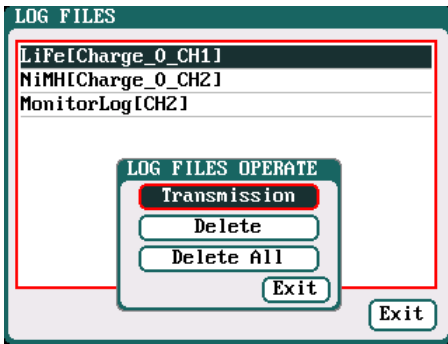 LOG FILES
LiFe[Charge_0_CH1]
NiMH[Charge_0_CH2]
MonitorLog[CH2]
LOG FILES OPERATE
Transmission
Delete
Delete All
Exit
Exit